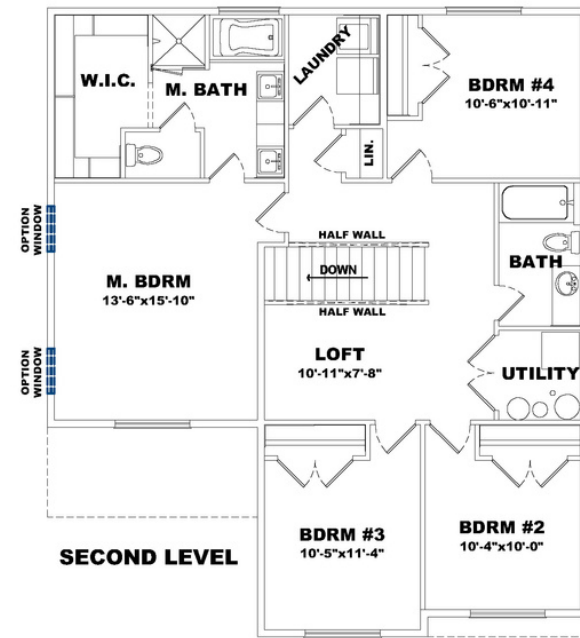 W.I.C.
M. BATH
LAUNDRY
BDRM #4
10'-6"x10'-11"
LIN.
OPTION
WINDOW
HALF WALL
DOWN
HALF WALL
BATH
M. BDRM
13'-6"x15'-10"
OPTION
WINDOW
LOFT
10'-11"x7'-8"
UTILITY
BDRM #3
10'-5"x11'-4"
BDRM #2
10'-4"x10'-0"
SECOND LEVEL